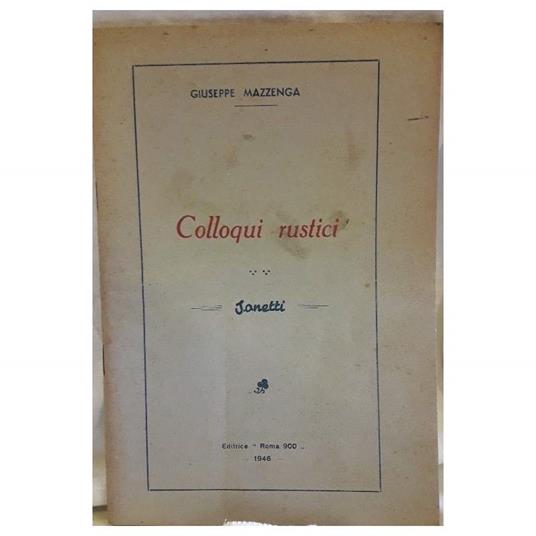 GIUSEPPE MAZZENGA
Colloqui rustici
Sonetti
Editrice " Roma 900 „
— 1946 —